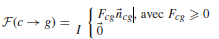 𝓕(c → g) = { F_cg n⃗_cg, avec F_cg ⩾ 0
I { 0⃗